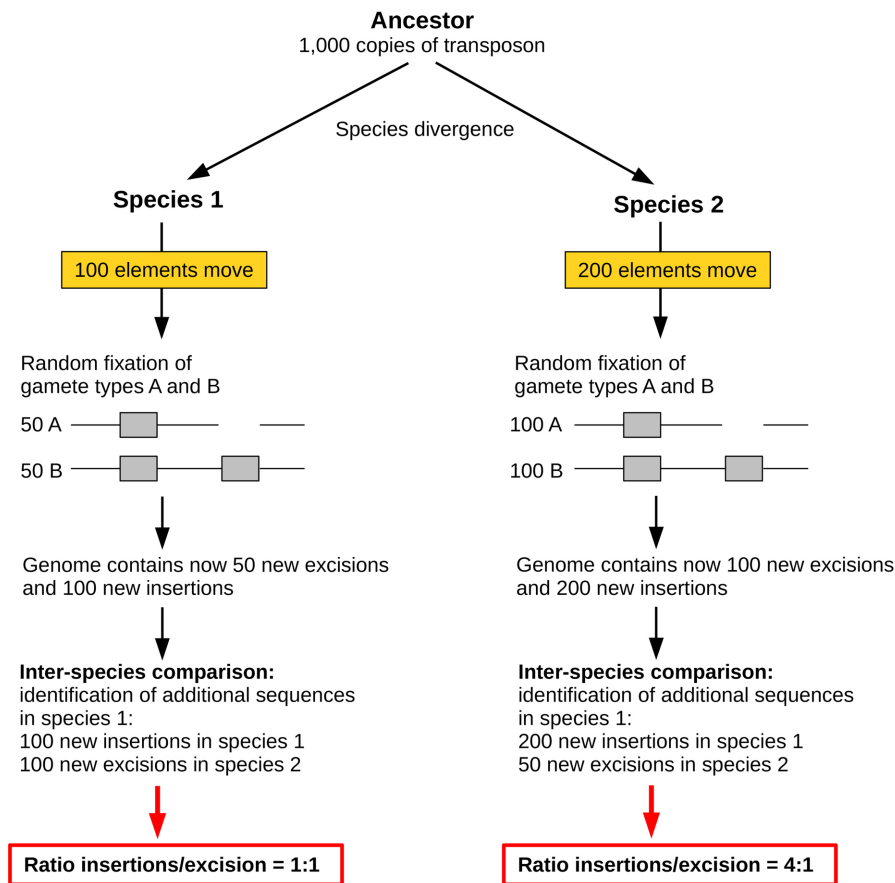 Ancestor
1,000 copies of transposon
Species divergence
Species 1
100 elements move
Random fixation of
gamete types A and B
50 A
50 B
Genome contains now 50 new excisions
and 100 new insertions
Inter-species comparison:
identification of additional sequences
in species 1:
100 new insertions in species 1
100 new excisions in species 2
Ratio insertions/excision = 1:1
Species 2
200 elements move
Random fixation of
gamete types A and B
100 A
100 B
Genome contains now 100 new excisions
and 200 new insertions
Inter-species comparison:
identification of additional sequences
in species 1:
200 new insertions in species 1
50 new excisions in species 2
Ratio insertions/excision = 4:1